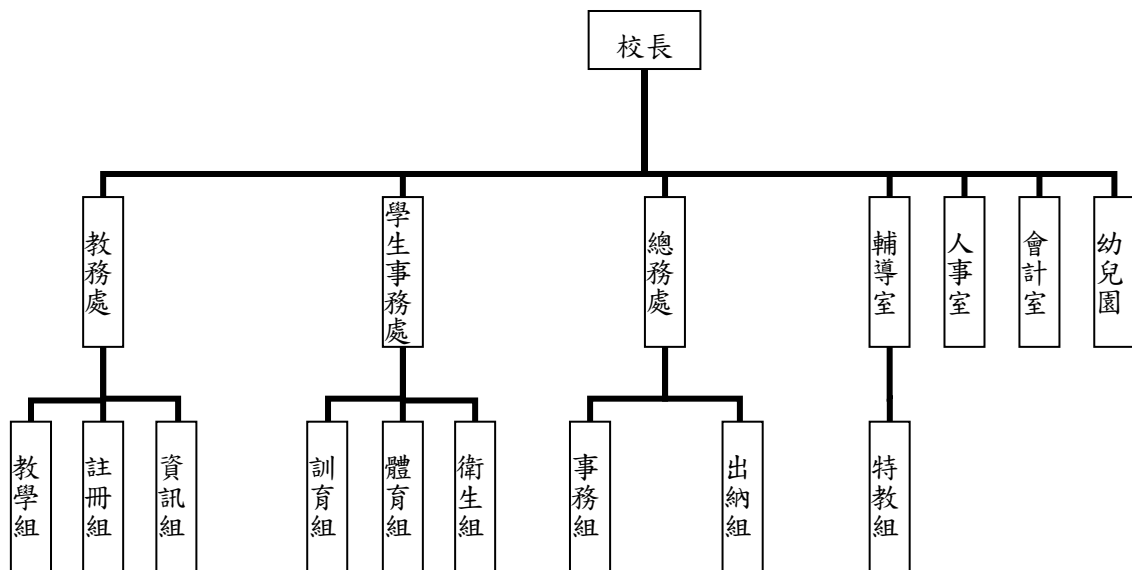 校長
教務處
學生事務處
總務處
輔導室
人事室
會計室
幼兒園
教學組
註冊組
資訊組
訓育組
體育組
衛生組
事務組
出納組
特教組